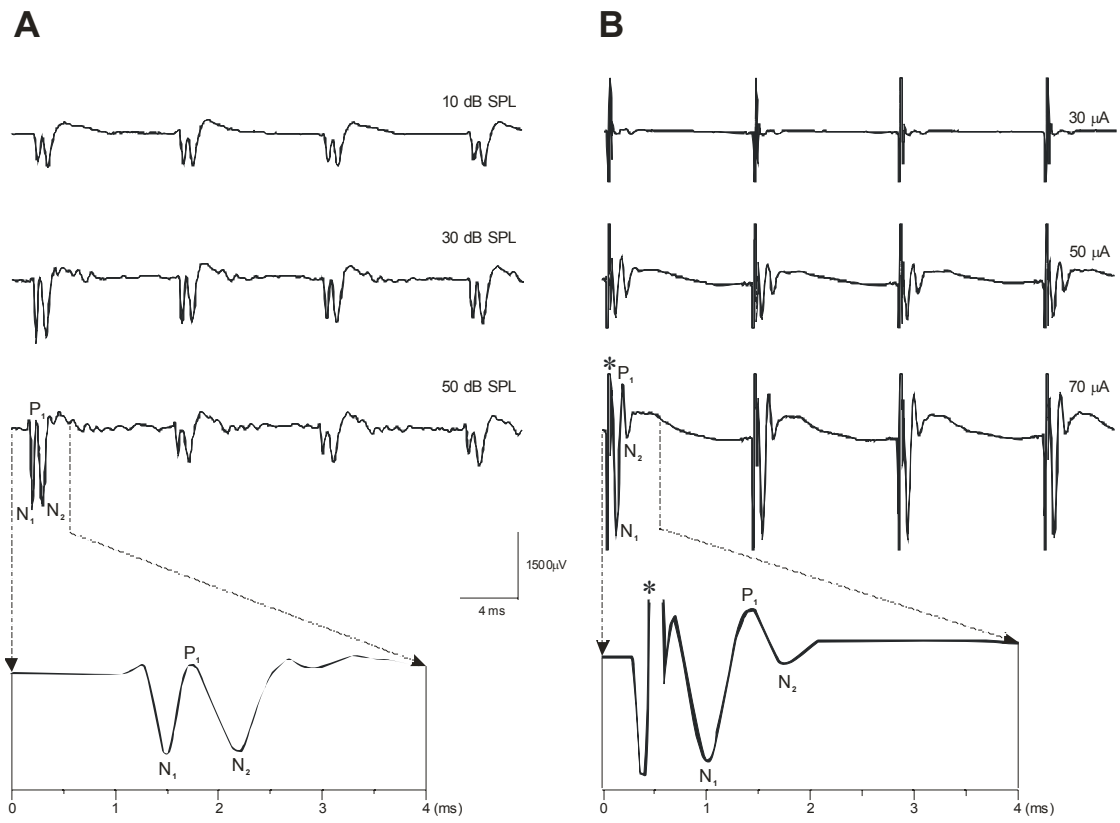 A
B
10 dB SPL
30 µA
30 dB SPL
50 µA
50 dB SPL
70 µA
P₁
N₁
N₂
*
P₁
N₂
N₁
1500µV
4 ms
P₁
N₁
N₂
0 1 2 3 4 (ms)
*
P₁
N₂
N₁
0 1 2 3 4 (ms)